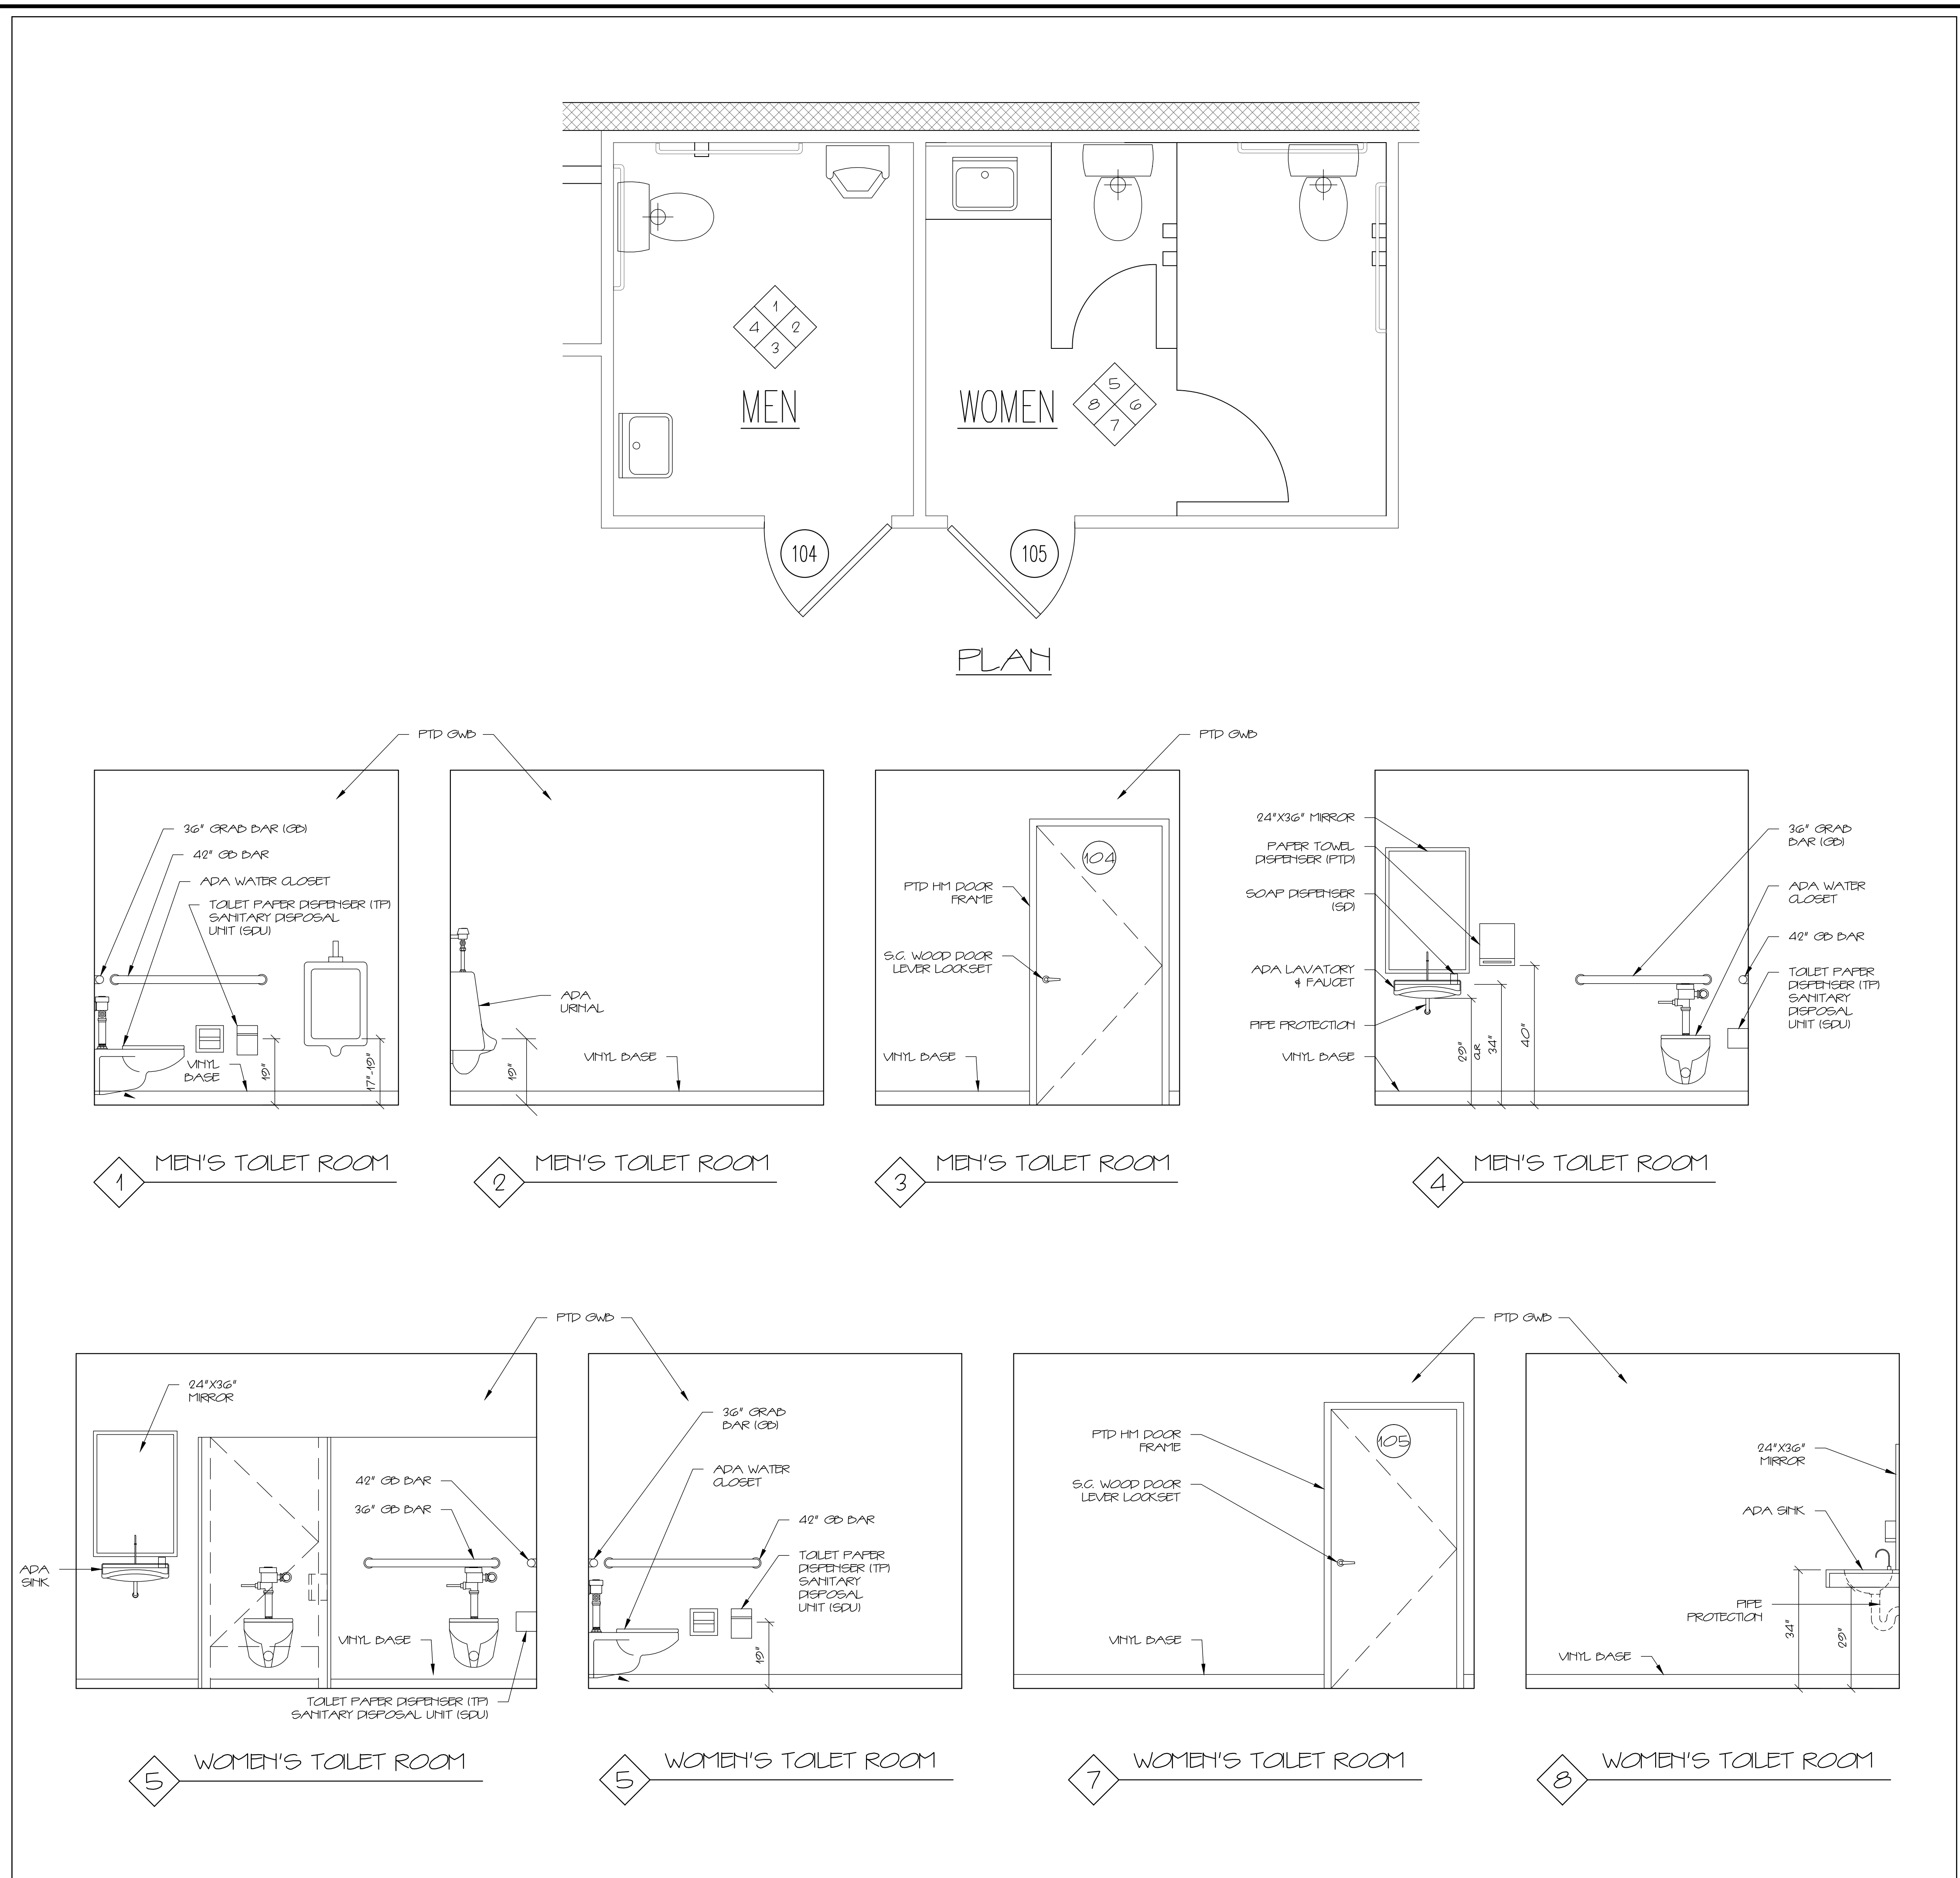 1
4
2
3
MEN
WOMEN
5
8
6
7
104
105
PLAN
PTD GWB
36" GRAB BAR (GB)
42" GB BAR
ADA WATER CLOSET
TOILET PAPER DISPENSER (TP)
SANITARY DISPOSAL
UNIT (SDU)
VINYL
BASE
19"
17"-19"
1
MEN'S TOILET ROOM
ADA
URINAL
VINYL BASE
19"
2
MEN'S TOILET ROOM
PTD GWB
104
PTD HM DOOR
FRAME
S.C. WOOD DOOR
LEVER LOCKSET
VINYL BASE
3
MEN'S TOILET ROOM
24"X36" MIRROR
PAPER TOWEL
DISPENSER (PTD)
SOAP DISPENSER
(SD)
ADA LAVATORY
& FAUCET
PIPE PROTECTION
VINYL BASE
29"
CLR
34"
40"
36" GRAB
BAR (GB)
ADA WATER
CLOSET
42" GB BAR
TOILET PAPER
DISPENSER (TP)
SANITARY
DISPOSAL
UNIT (SDU)
4
MEN'S TOILET ROOM
PTD GWB
24"X36"
MIRROR
42" GB BAR
36" GB BAR
ADA
SINK
VINYL BASE
TOILET PAPER DISPENSER (TP)
SANITARY DISPOSAL UNIT (SDU)
5
WOMEN'S TOILET ROOM
36" GRAB
BAR (GB)
ADA WATER
CLOSET
42" GB BAR
TOILET PAPER
DISPENSER (TP)
SANITARY
DISPOSAL
UNIT (SDU)
19"
5
WOMEN'S TOILET ROOM
PTD GWB
105
PTD HM DOOR
FRAME
S.C. WOOD DOOR
LEVER LOCKSET
VINYL BASE
7
WOMEN'S TOILET ROOM
24"X36"
MIRROR
ADA SINK
PIPE
PROTECTION
34"
29"
VINYL BASE
8
WOMEN'S TOILET ROOM